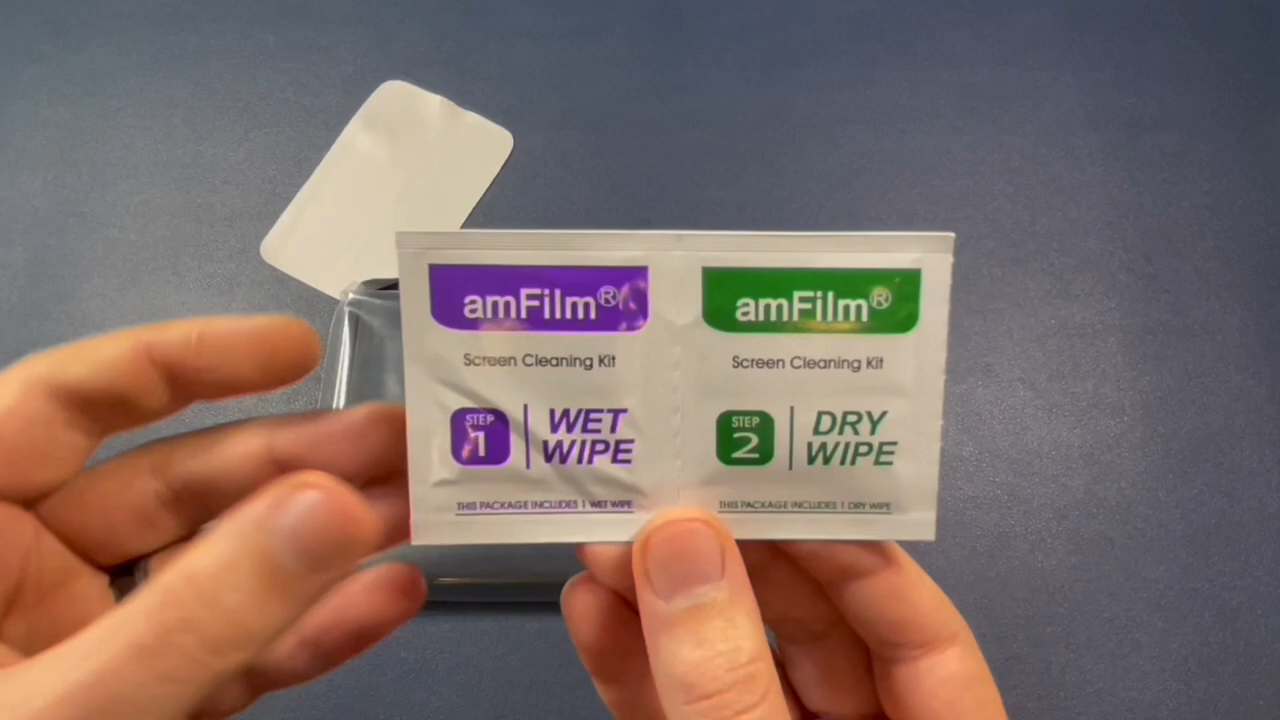 amFilm®
Screen Cleaning Kit
STEP
1
WET
WIPE
THIS PACKAGE INCLUDES 1 WET WIPE
amFilm®
Screen Cleaning Kit
STEP
2
DRY
WIPE
THIS PACKAGE INCLUDES 1 DRY WIPE